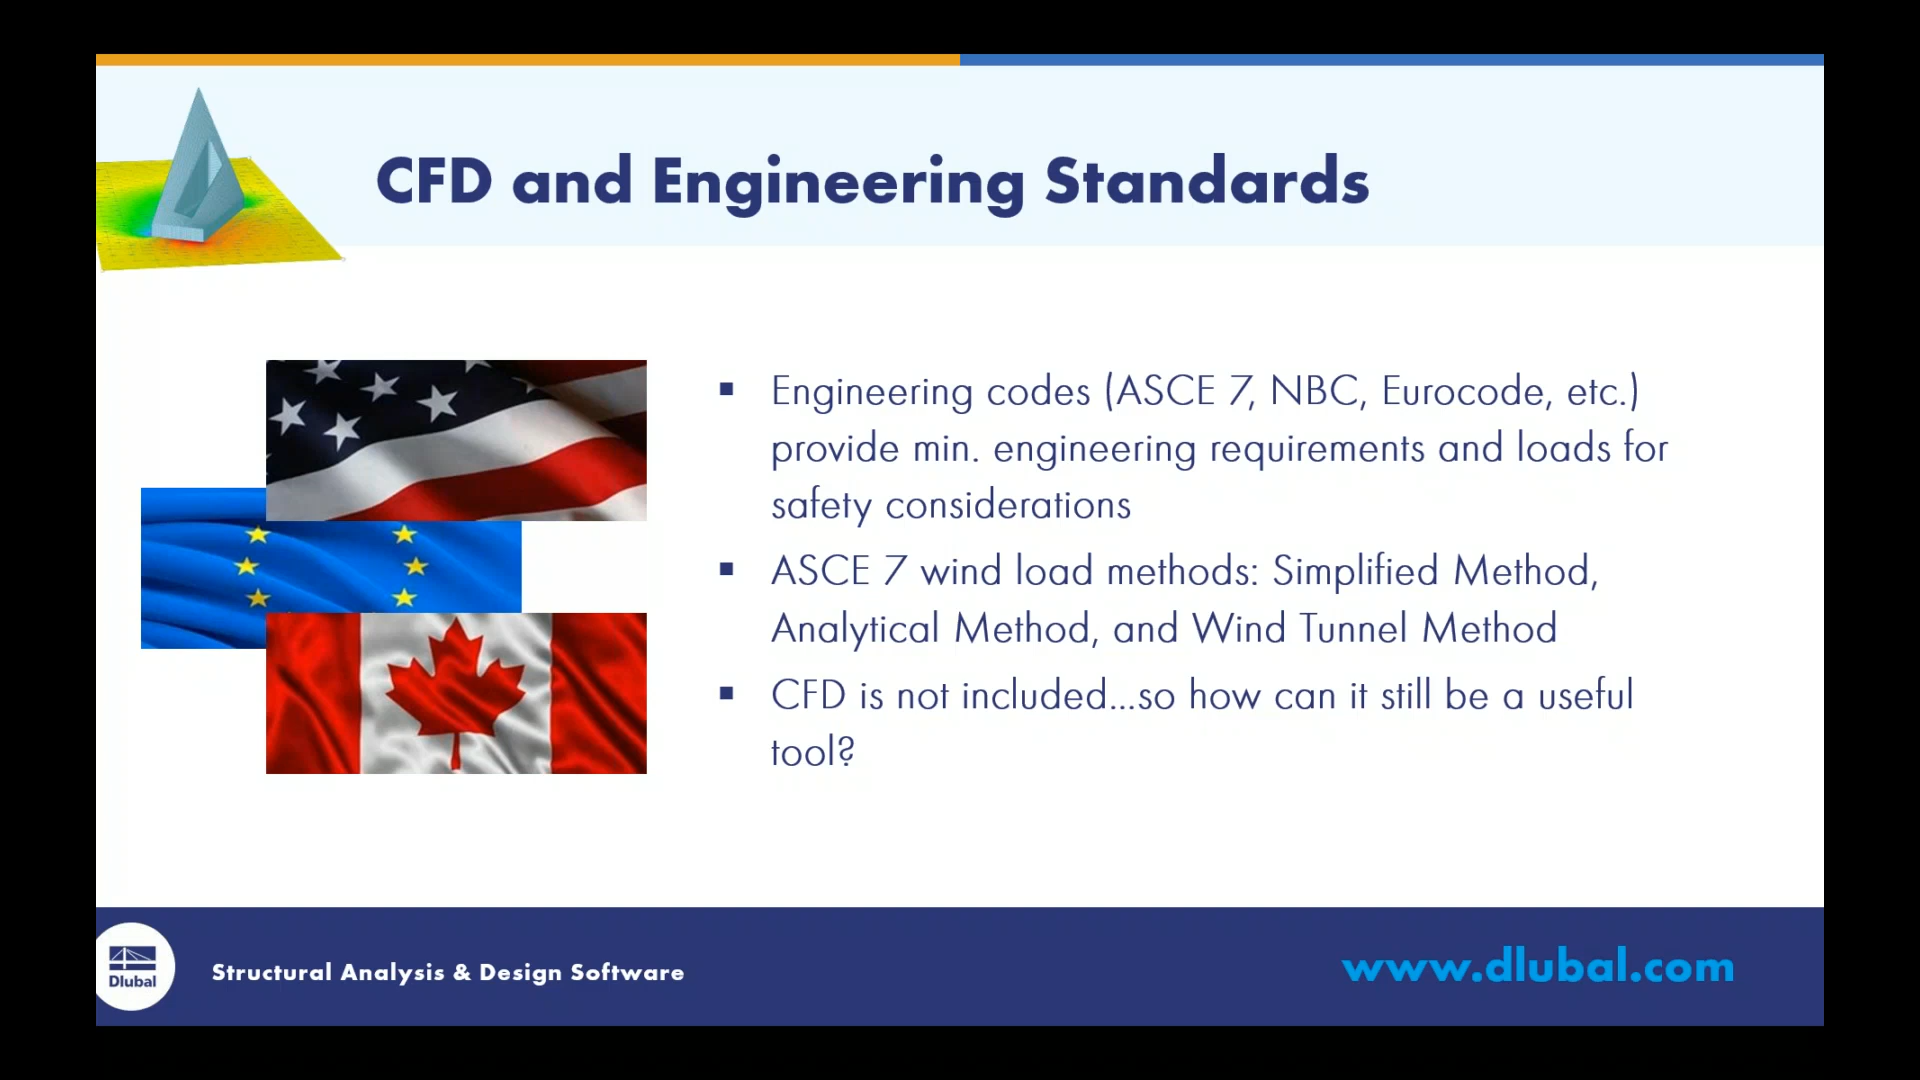 CFD and Engineering Standards
▪ Engineering codes (ASCE 7, NBC, Eurocode, etc.)
provide min. engineering requirements and loads for
safety considerations
▪ ASCE 7 wind load methods: Simplified Method,
Analytical Method, and Wind Tunnel Method
▪ CFD is not included...so how can it still be a useful
tool?
Dlubal
Structural Analysis & Design Software
www.dlubal.com